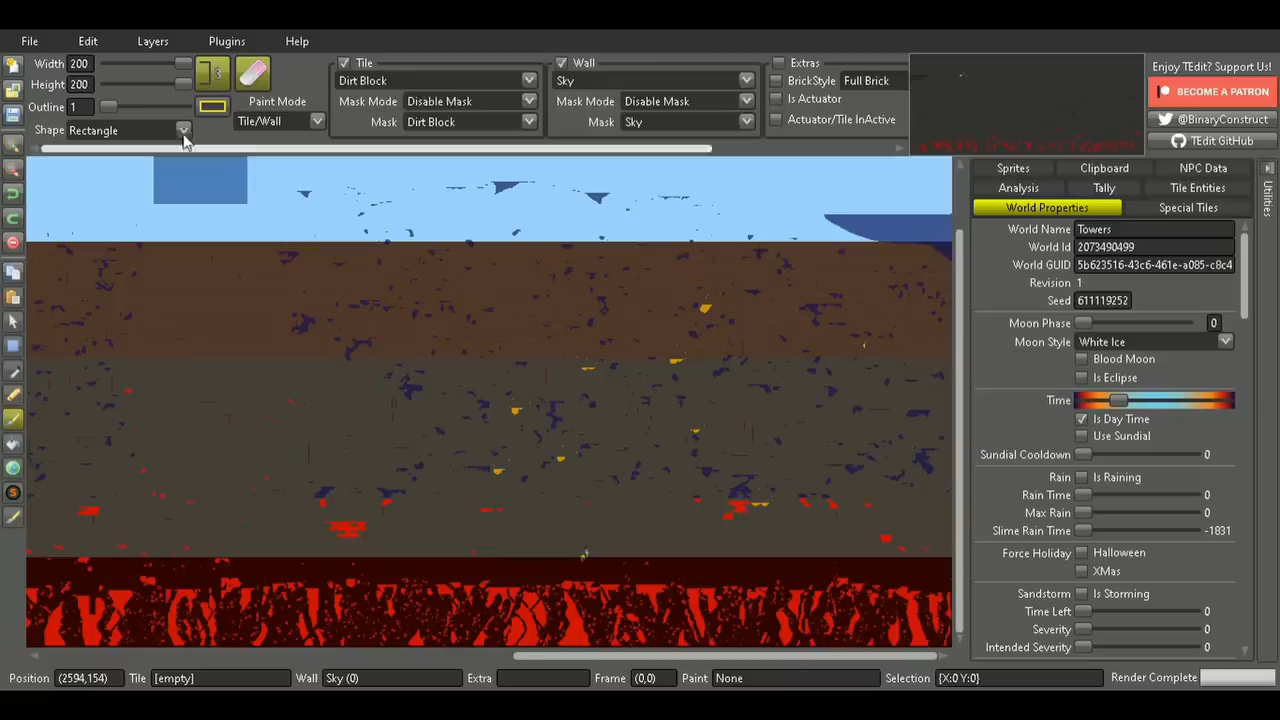 File Edit Layers Plugins Help
Width 200
Height 200
Outline 1
Shape Rectangle
Paint Mode
Tile/Wall
Tile
Dirt Block
Mask Mode Disable Mask
Mask Dirt Block
Wall
Sky
Mask Mode Disable Mask
Mask Sky
Extras
BrickStyle Full Brick
Is Actuator
Actuator/Tile InActive
Enjoy TEdit? Support Us!
BECOME A PATRON
@BinaryConstruct
TEdit GitHub
Sprites Clipboard NPC Data
Analysis Tally Tile Entities
World Properties Special Tiles
Utilities
World Name Towers
World Id 2073490499
World GUID 5b623516-43c6-461e-a085-c8c4
Revision 1
Seed 611119252
Moon Phase 0
Moon Style White Ice
Blood Moon
Is Eclipse
Time
Is Day Time
Use Sundial
Sundial Cooldown 0
Rain Is Raining
Rain Time 0
Max Rain 0
Slime Rain Time -1831
Force Holiday Halloween
XMas
Sandstorm Is Storming
Time Left 0
Severity 0
Intended Severity 0
Position (2594,154) Tile [empty] Wall Sky (0) Extra Frame (0,0) Paint None Selection {X:0 Y:0} Render Complete